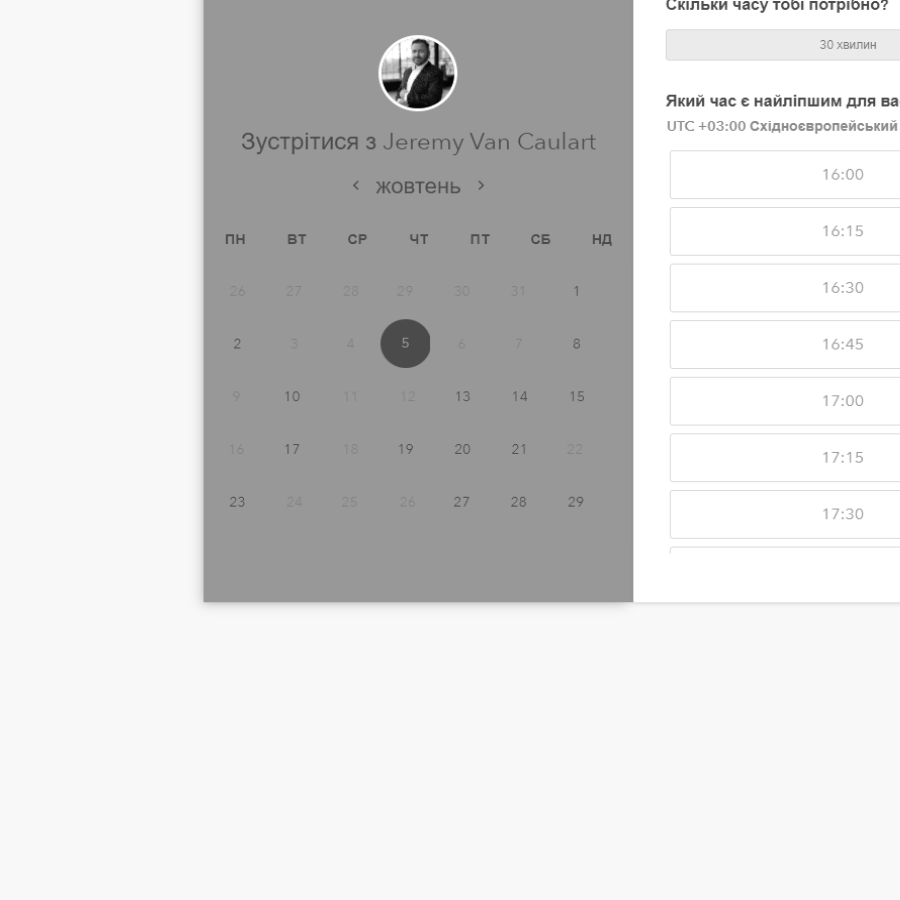 Зустрітися з Jeremy Van Caulart
жовтень
ПН ВТ СР ЧТ ПТ СБ НД
26 27 28 29 30 31 1
2 3 4 5 6 7 8
9 10 11 12 13 14 15
16 17 18 19 20 21 22
23 24 25 26 27 28 29
Скільки часу тобі потрібно?
30 хвилин
Який час є найліпшим для
UTC +03:00 Східноєвропейський
16:00
16:15
16:30
16:45
17:00
17:15
17:30